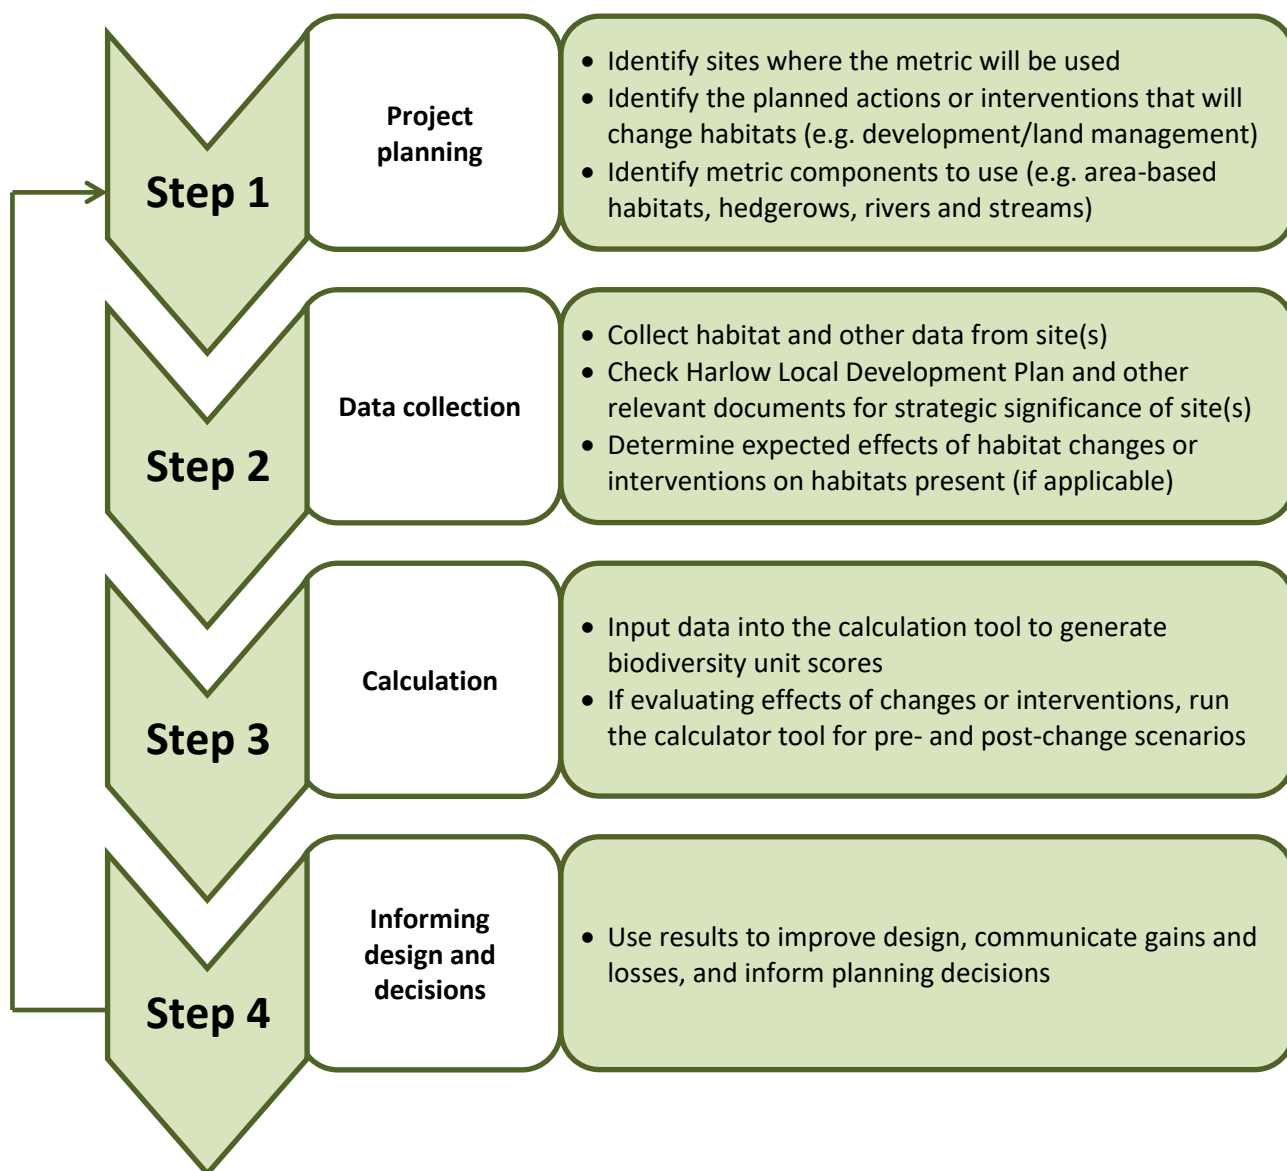 Step 1
Project
planning
• Identify sites where the metric will be used
• Identify the planned actions or interventions that will
change habitats (e.g. development/land management)
• Identify metric components to use (e.g. area-based
habitats, hedgerows, rivers and streams)
Step 2
Data collection
• Collect habitat and other data from site(s)
• Check Harlow Local Development Plan and other
relevant documents for strategic significance of site(s)
• Determine expected effects of habitat changes or
interventions on habitats present (if applicable)
Step 3
Calculation
• Input data into the calculation tool to generate
biodiversity unit scores
• If evaluating effects of changes or interventions, run
the calculator tool for pre- and post-change scenarios
Step 4
Informing
design and
decisions
• Use results to improve design, communicate gains and
losses, and inform planning decisions